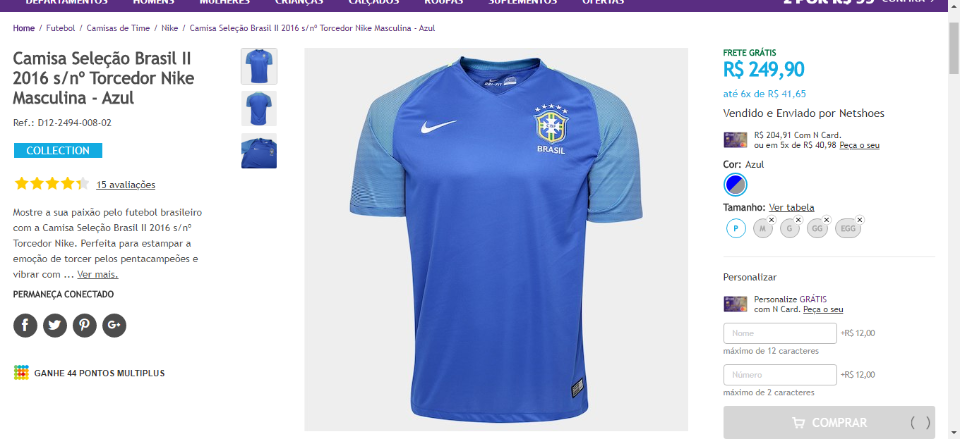 DEPARTAMENTOS HOMENS MULHERES CRIANÇAS CALÇADOS ROUPAS SUPLEMENTOS OFERTAS
2 POR R$ 99
Home / Futebol / Camisas de Time / Nike / Camisa Seleção Brasil II 2016 s/nº Torcedor Nike Masculina - Azul
Camisa Seleção Brasil II
2016 s/nº Torcedor Nike
Masculina - Azul
Ref.: D12-2494-008-02
COLLECTION
15 avaliações
Mostre a sua paixão pelo futebol brasileiro
com a Camisa Seleção Brasil II 2016 s/nº
Torcedor Nike. Perfeita para estampar a
emoção de torcer pelos pentacampeões e
vibrar com ... Ver mais.
PERMANEÇA CONECTADO
GANHE 44 PONTOS MULTIPLUS
BRASIL
FRETE GRÁTIS
R$ 249,90
até 6x de R$ 41,65
Vendido e Enviado por Netshoes
R$ 204,91 Com N Card.
ou em 5x de R$ 40,98 Peça o seu
Cor: Azul
Tamanho: Ver tabela
P M G GG EGG
Personalizar
Personalize GRÁTIS
com N Card. Peça o seu
Nome +R$ 12,00
máximo de 12 caracteres
Número +R$ 12,00
máximo de 2 caracteres
COMPRAR